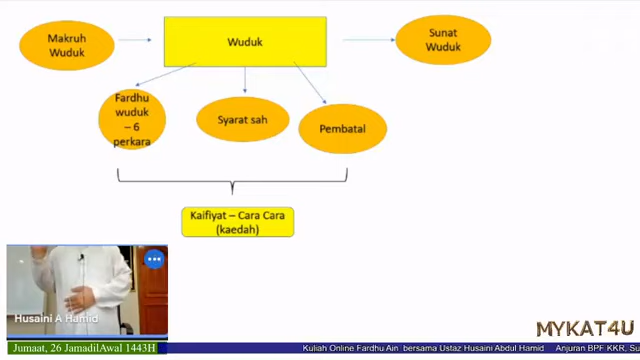 Makruh
Wuduk
Wuduk
Sunat
Wuduk
Fardhu
wuduk
– 6
perkara
Syarat sah
Pembatal
Kaifiyat – Cara Cara
(kaedah)
Husaini A Hamid
MYKAT4U
Jumaat, 26 JamadilAwal 1443H
Kuliah Online Fardhu Ain bersama Ustaz Husaini Abdul Hamid Anjuran BPF KKR, Su